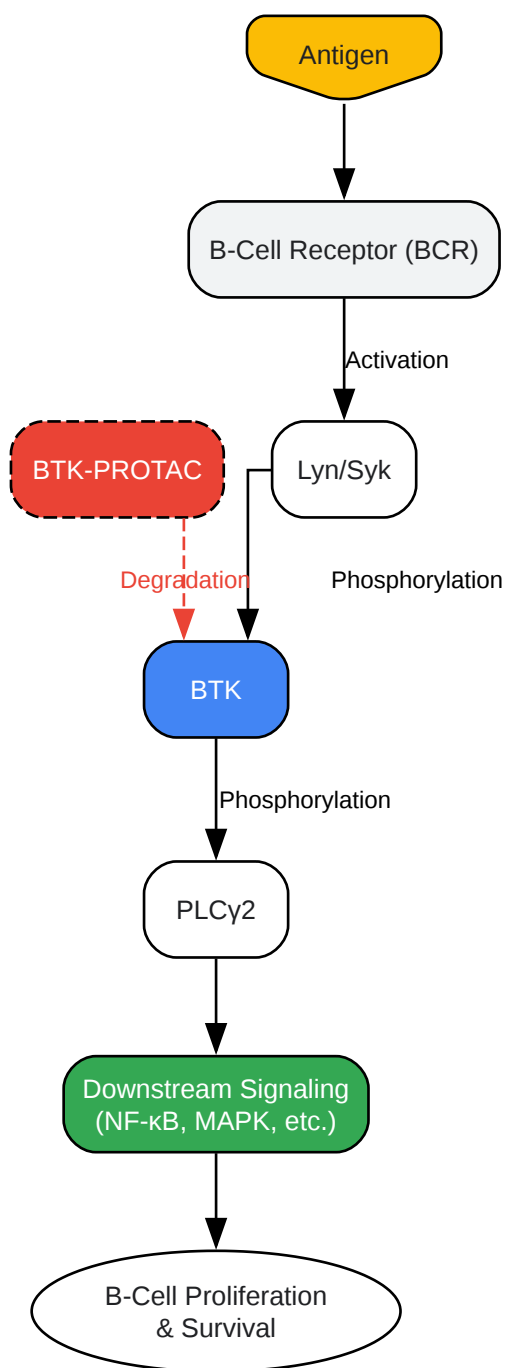 Antigen
B-Cell Receptor (BCR)
Activation
BTK-PROTAC
Lyn/Syk
Degradation
Phosphorylation
BTK
Phosphorylation
PLCγ2
Downstream Signaling
(NF-κB, MAPK, etc.)
B-Cell Proliferation
& Survival